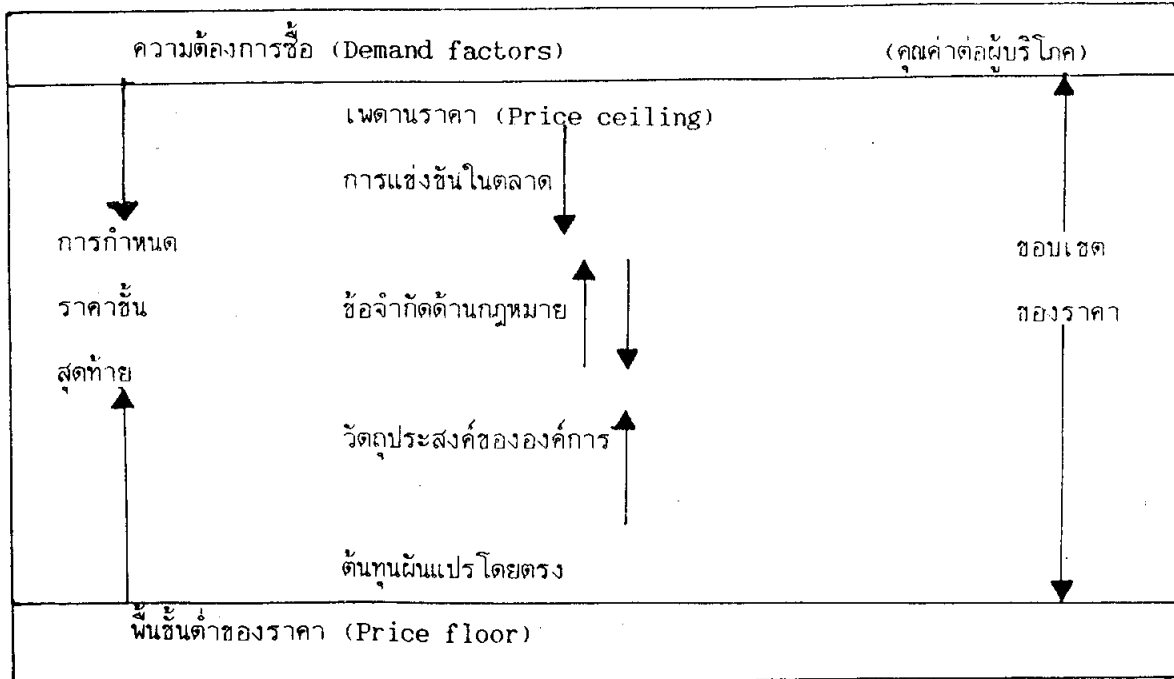 ความต้องการซื้อ (Demand factors) (คุณค่าต่อผู้บริโภค)
เพดานราคา (Price ceiling)
การแข่งขันในตลาด
การกำหนด
ราคาขั้น
สุดท้าย
ข้อจำกัดด้านกฎหมาย
วัตถุประสงค์ขององค์การ
ต้นทุนผันแปรโดยตรง
ขอบเขต
ของราคา
พื้นขั้นต่ำของราคา (Price floor)